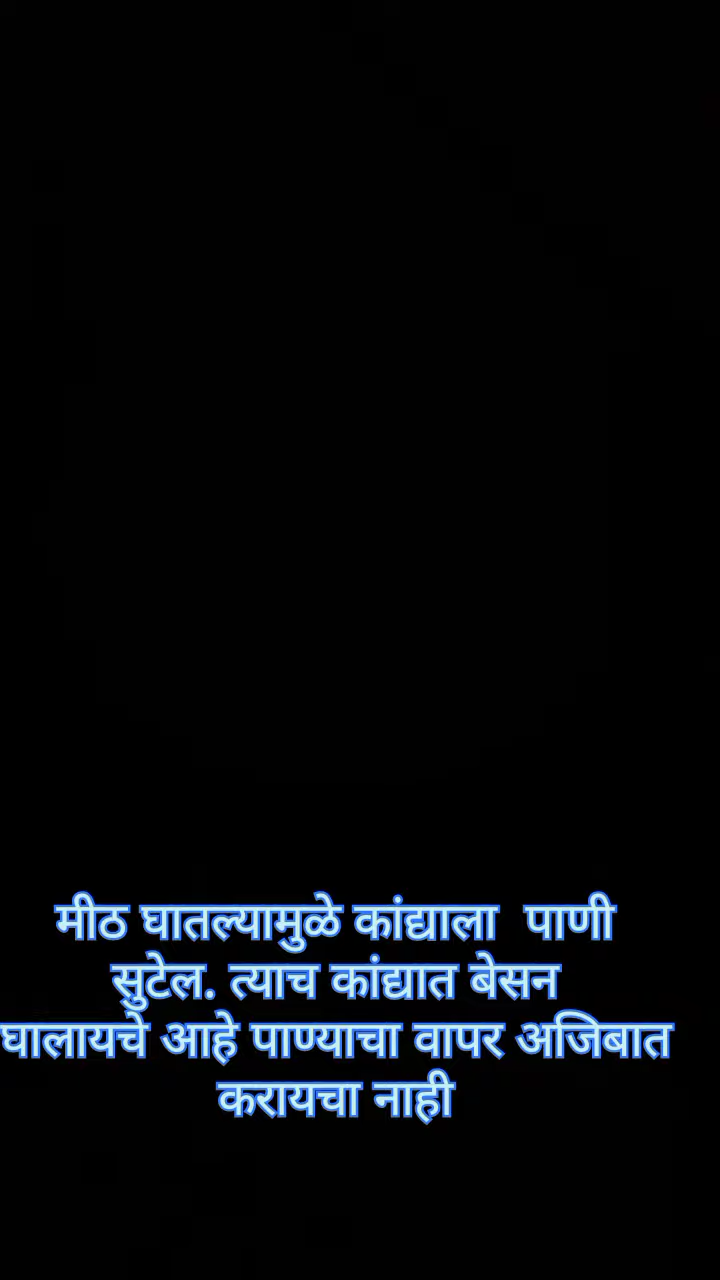 मीठ घातल्यामुळे कांद्याला  पाणी
सुटेल. त्याच कांद्यात बेसन
घालायचे आहे पाण्याचा वापर अजिबात
करायचा नाही